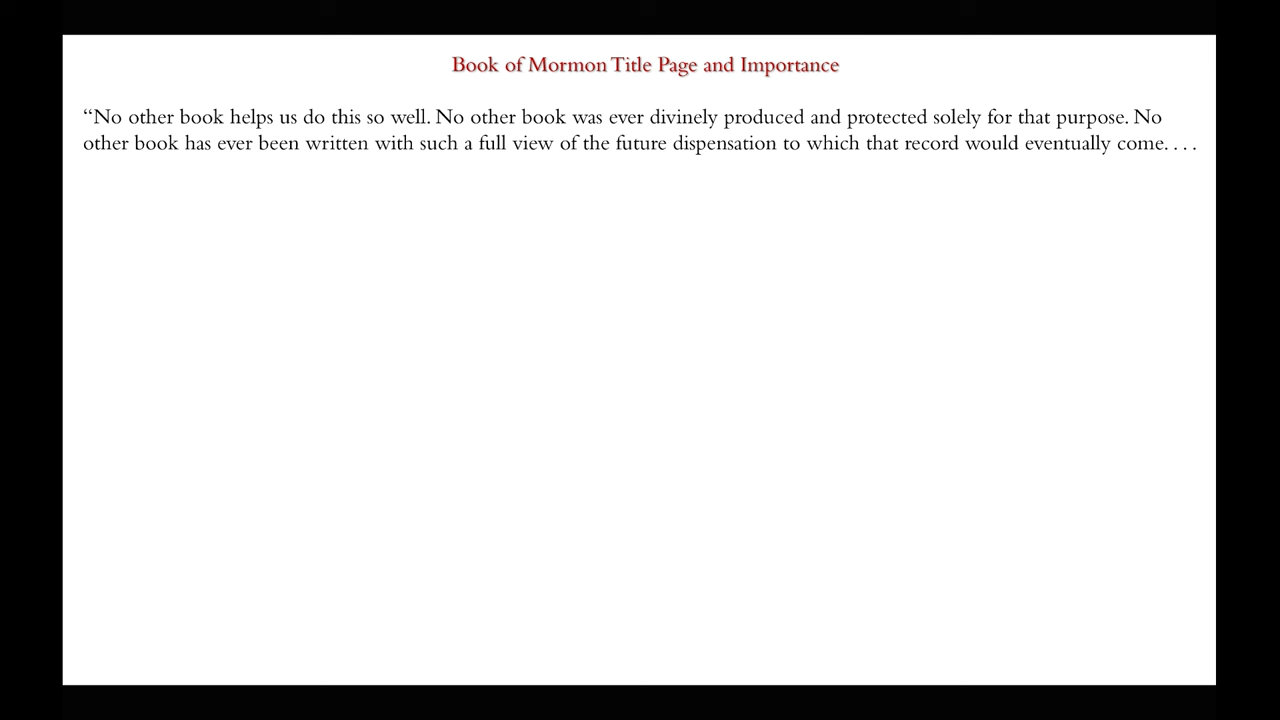 Book of Mormon Title Page and Importance
“No other book helps us do this so well. No other book was ever divinely produced and protected solely for that purpose. No
other book has ever been written with such a full view of the future dispensation to which that record would eventually come. . . .